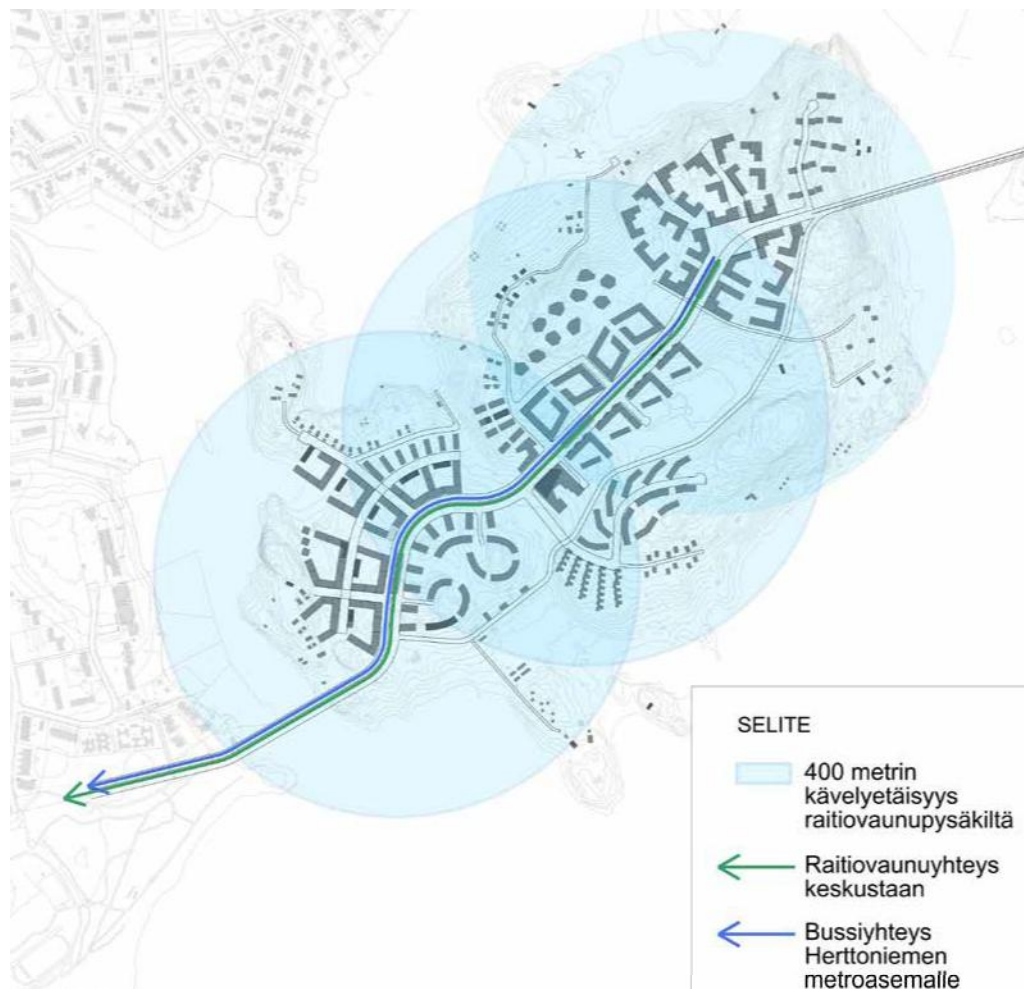 SELITE
400 metrin
kävelyetäisyys
raitiovaunupysäkiltä
Raitiovaunuyhteys
keskustaan
Bussiyhteys
Herttoniemen
metroasemalle